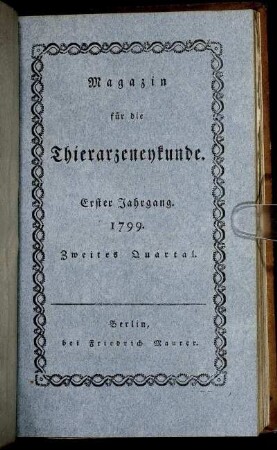 Magazin
für die
Thierarzeneykunde.
Erster Jahrgang.
1799.
Zweites Quartal.
Berlin,
bei Friedrich Maurer.